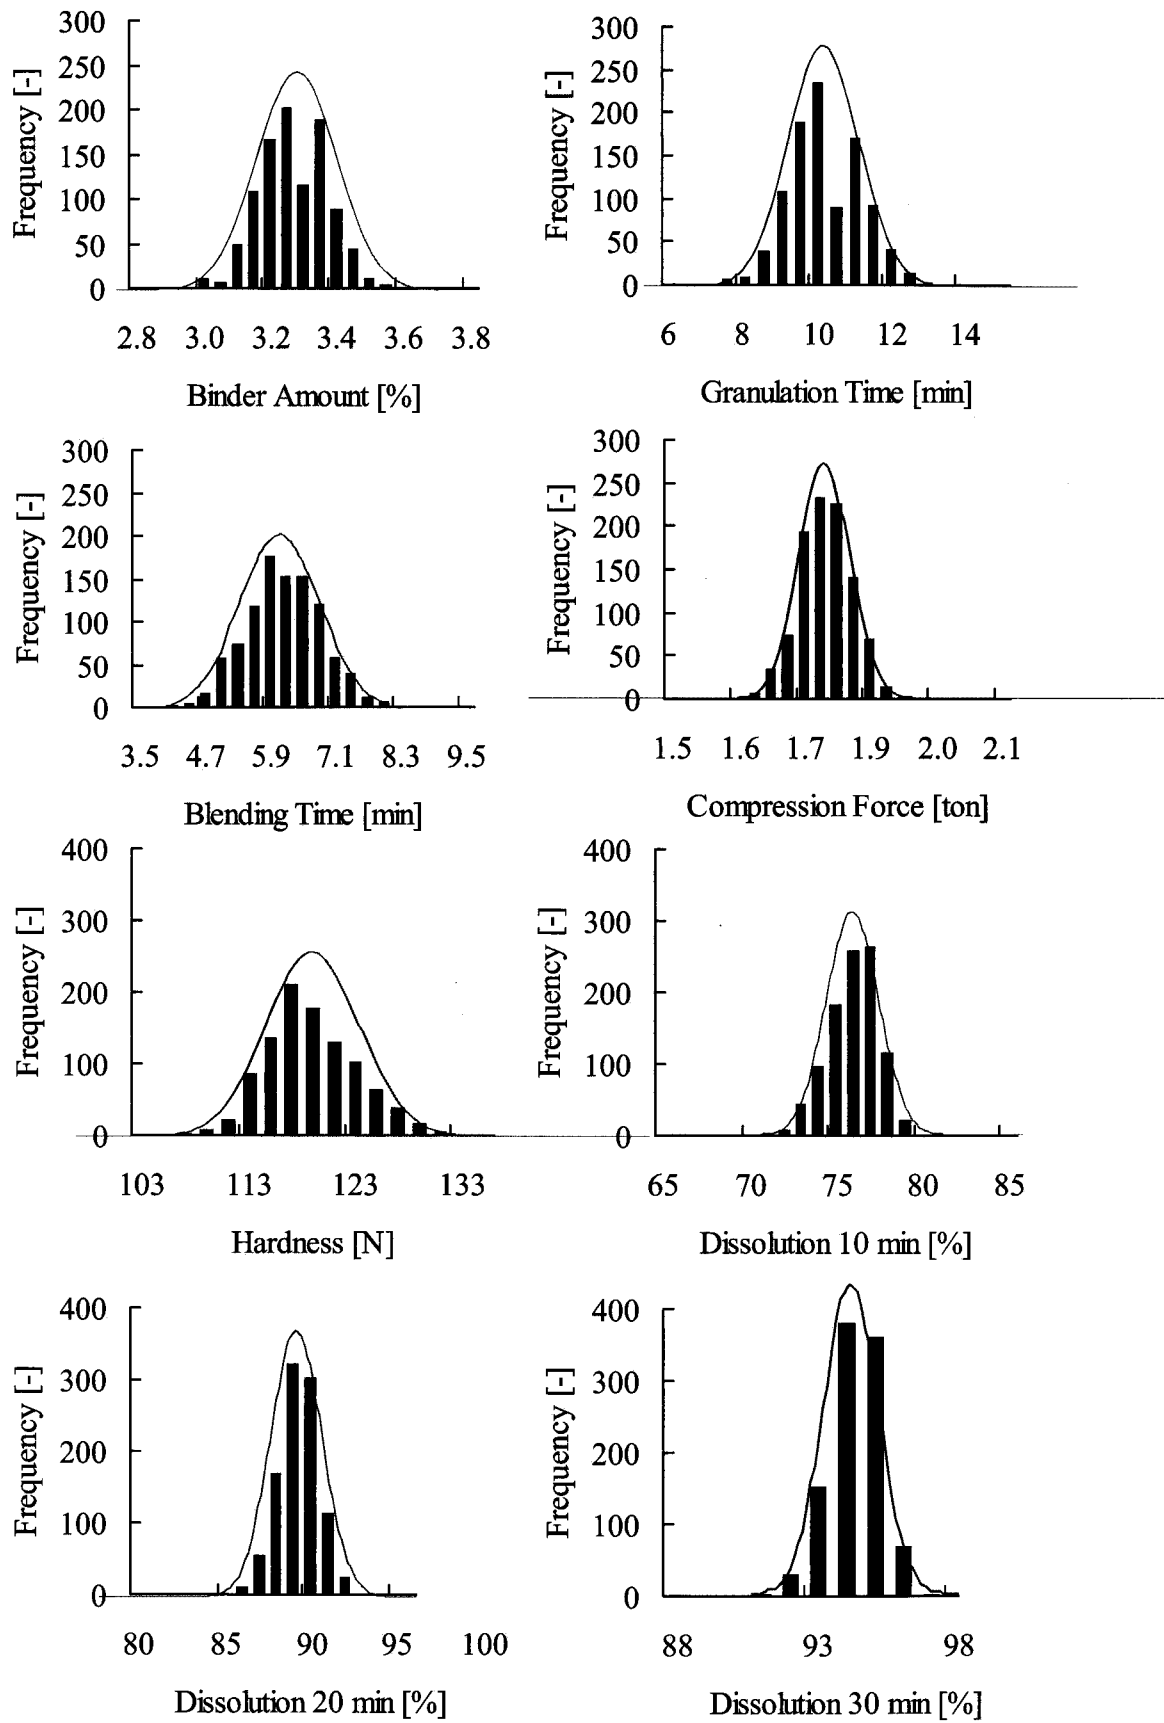 300
250
200
150
100
50
0
Frequency [-]
2.8 3.0 3.2 3.4 3.6 3.8
Binder Amount [%]
300
250
200
150
100
50
0
Frequency [-]
6 8 10 12 14
Granulation Time [min]
300
250
200
150
100
50
0
Frequency [-]
3.5 4.7 5.9 7.1 8.3 9.5
Blending Time [min]
300
250
200
150
100
50
0
Frequency [-]
1.5 1.6 1.7 1.9 2.0 2.1
Compression Force [ton]
400
300
200
100
0
Frequency [-]
103 113 123 133
Hardness [N]
400
300
200
100
0
Frequency [-]
65 70 75 80 85
Dissolution 10 min [%]
400
300
200
100
0
Frequency [-]
80 85 90 95 100
Dissolution 20 min [%]
400
300
200
100
0
Frequency [-]
88 93 98
Dissolution 30 min [%]